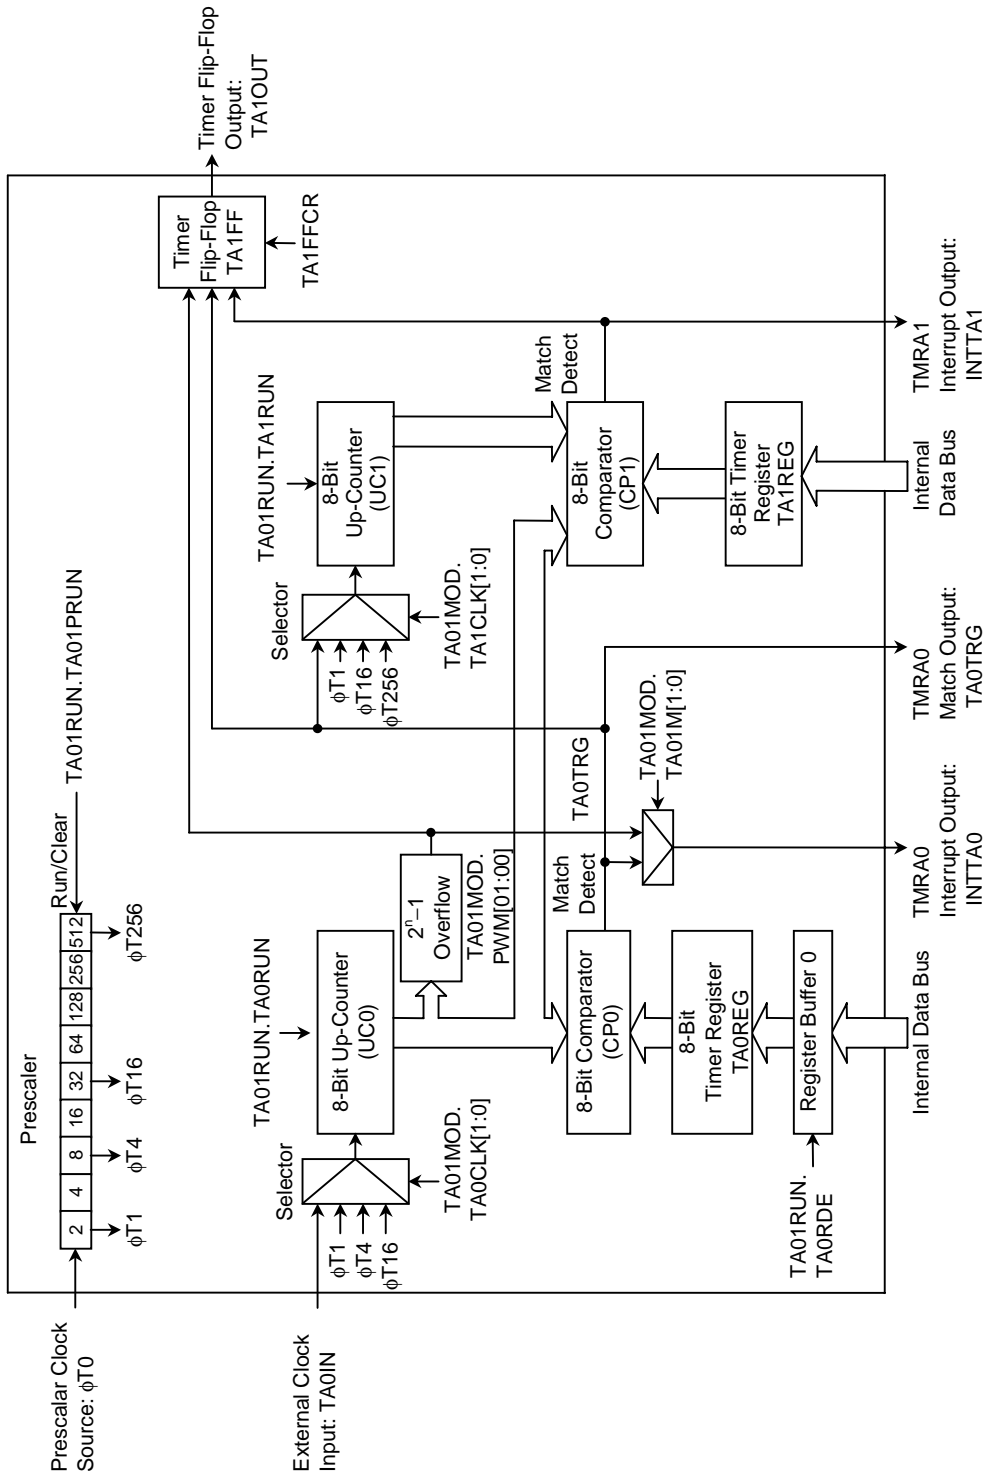 Prescalar Clock
Source: ϕT0
Prescaler
2
4
8
16
32
64
128
256
512
Run/Clear
TA01RUN.TA01PRUN
ϕT1
ϕT4
ϕT16
ϕT256
External Clock
Input: TA0IN
Selector
ϕT1
ϕT4
ϕT16
TA01MOD.
TA0CLK[1:0]
TA01RUN.TA0RUN
8-Bit Up-Counter
(UC0)
2ⁿ–1
Overflow
TA01MOD.
PWM[01:00]
8-Bit Comparator
(CP0)
Match
Detect
TA0TRG
8-Bit
Timer Register
TA0REG
Register Buffer 0
TA01RUN.
TA0RDE
Internal Data Bus
TA01MOD.
TA01M[1:0]
TMRA0
Interrupt Output:
INTTA0
TMRA0
Match Output:
TA0TRG
Selector
ϕT1
ϕT16
ϕT256
TA01MOD.
TA1CLK[1:0]
TA01RUN.TA1RUN
8-Bit
Up-Counter
(UC1)
8-Bit
Comparator
(CP1)
Match
Detect
8-Bit Timer
Register
TA1REG
Internal
Data Bus
TMRA1
Interrupt Output:
INTTA1
Timer
Flip-Flop
TA1FF
TA1FFCR
Timer Flip-Flop
Output:
TA1OUT